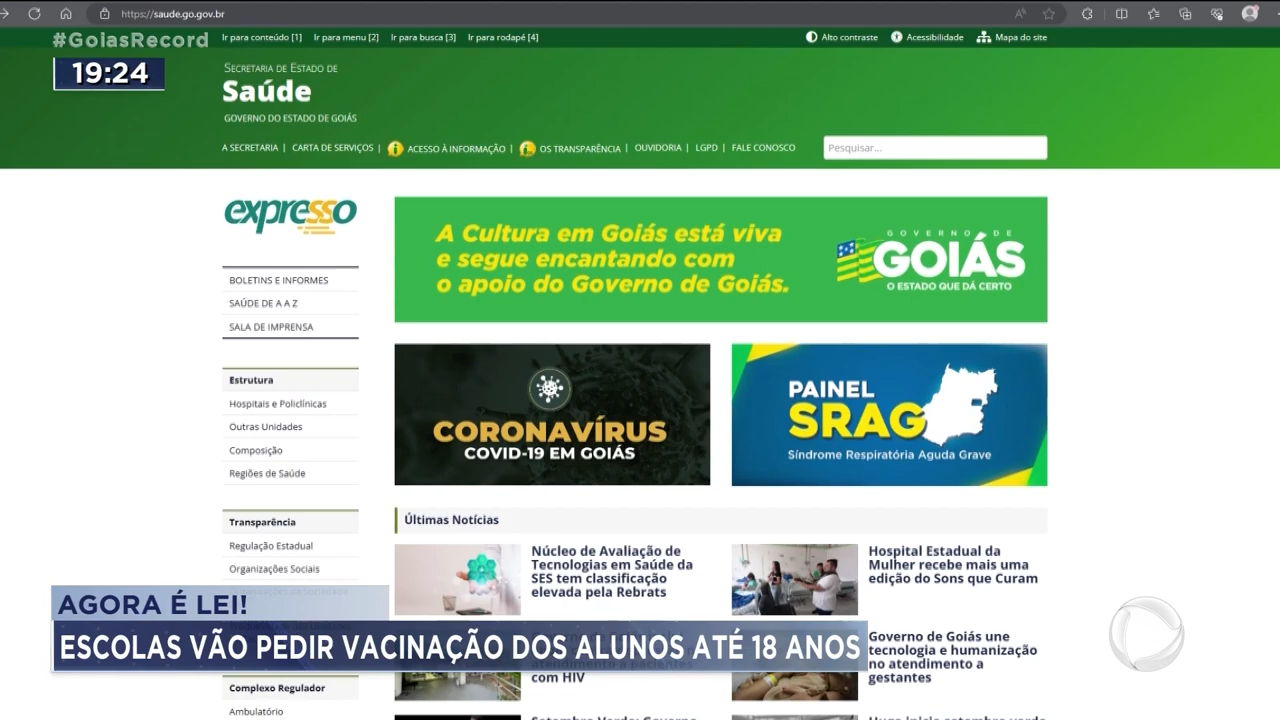 https://saude.go.gov.br
#GoiasRecord
19:24
Ir para conteúdo [1] Ir para menu [2] Ir para busca [3] Ir para rodapé [4]
Alto contraste Acessibilidade Mapa do site
SECRETARIA DE ESTADO DE
Saúde
GOVERNO DO ESTADO DE GOIÁS
A SECRETARIA | CARTA DE SERVIÇOS | ACESSO À INFORMAÇÃO | OS TRANSPARÊNCIA | OUVIDORIA | LGPD | FALE CONOSCO
Pesquisar...
expresso
BOLETINS E INFORMES
SAÚDE DE A A Z
SALA DE IMPRENSA
Estrutura
Hospitais e Policlínicas
Outras Unidades
Composição
Regiões de Saúde
Transparência
Regulação Estadual
Organizações Sociais
Complexo Regulador
Ambulatório
A Cultura em Goiás está viva
e segue encantando com
o apoio do Governo de Goiás.
GOVERNO DE
GOIÁS
O ESTADO QUE DÁ CERTO
CORONAVÍRUS
COVID-19 EM GOIÁS
PAINEL
SRAG
Síndrome Respiratória Aguda Grave
Últimas Notícias
Núcleo de Avaliação de
Tecnologias em Saúde da
SES tem classificação
elevada pela Rebrats
Hospital Estadual da
Mulher recebe mais uma
edição do Sons que Curam
atendimento a pacientes
com HIV
Governo de Goiás une
tecnologia e humanização
no atendimento a
gestantes
AGORA É LEI!
ESCOLAS VÃO PEDIR VACINAÇÃO DOS ALUNOS ATÉ 18 ANOS